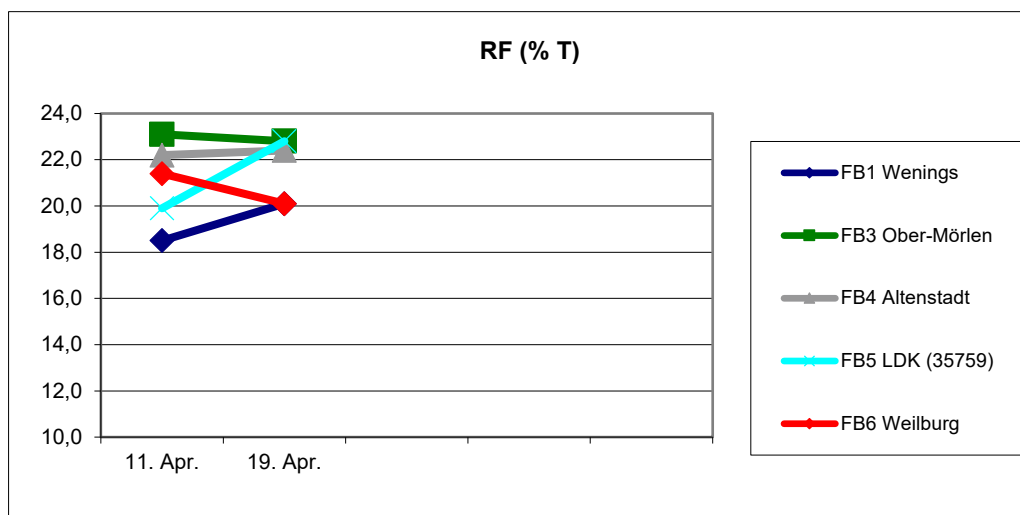 RF (% T)
24,0
22,0
20,0
18,0
16,0
14,0
12,0
10,0
11. Apr.
19. Apr.
FB1 Wenings
FB3 Ober-Mörlen
FB4 Altenstadt
FB5 LDK (35759)
FB6 Weilburg